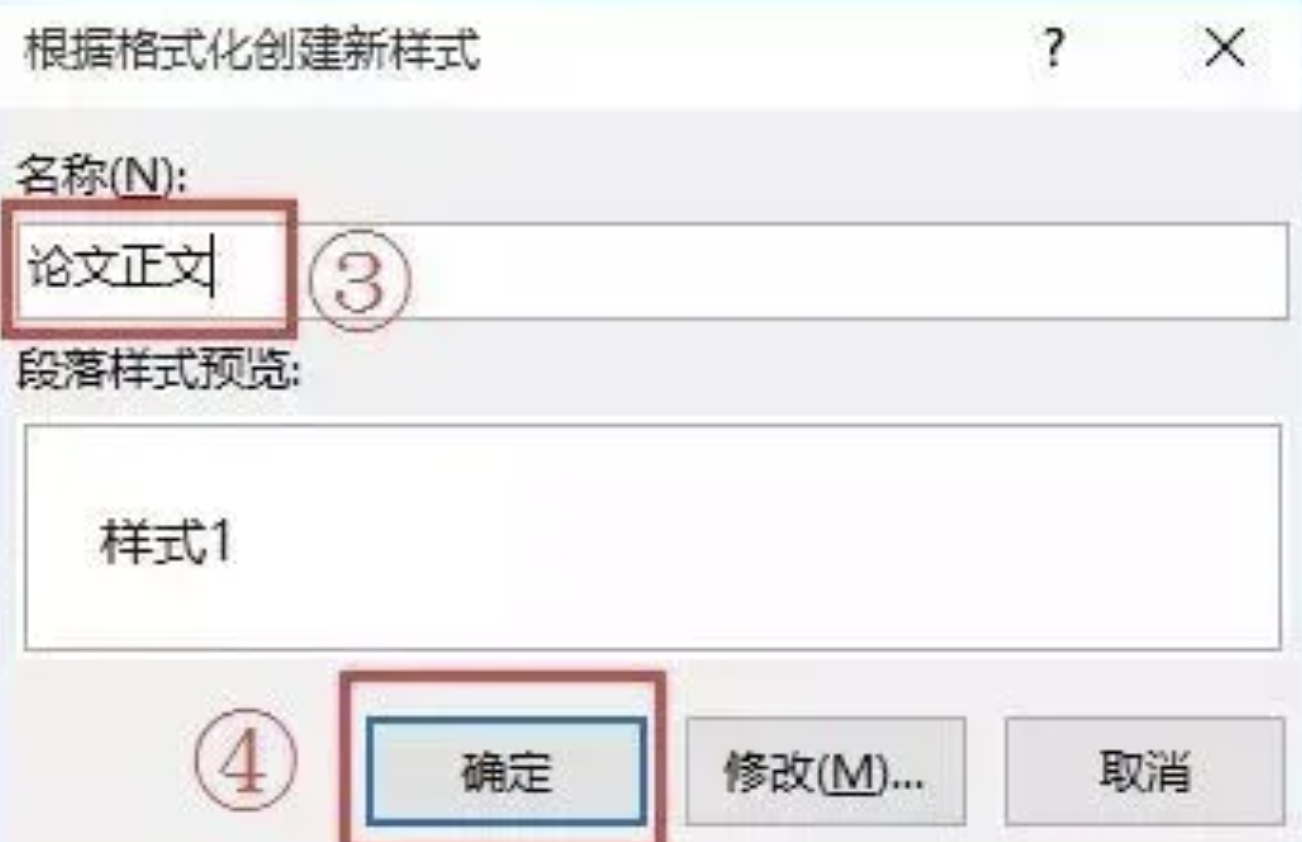 根据格式化创建新样式 ? ×
名称(N):
论文正文 ③
段落样式预览:
样式1
④ 确定 修改(M)... 取消